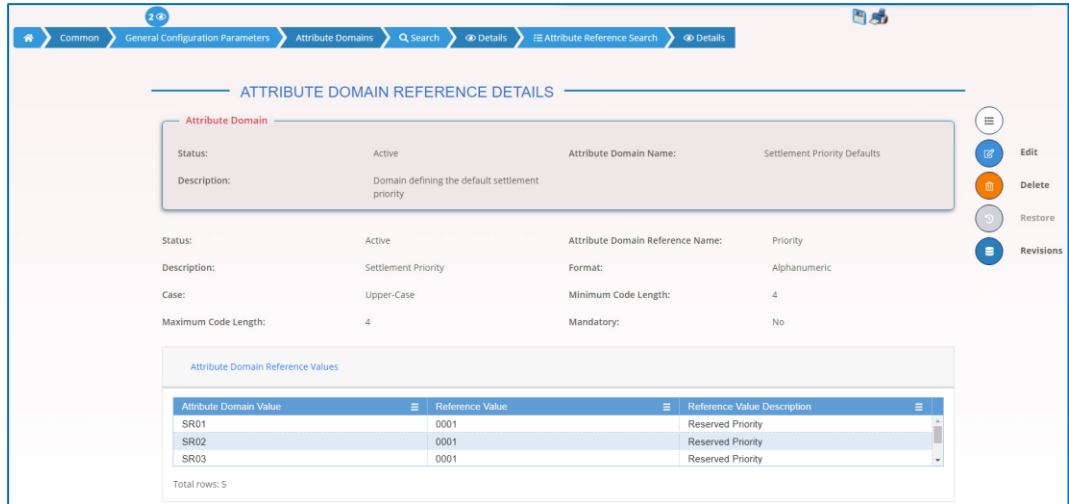 2
Common General Configuration Parameters Attribute Domains Search Details Attribute Reference Search Details
ATTRIBUTE DOMAIN REFERENCE DETAILS
Attribute Domain
Status: Active Attribute Domain Name: Settlement Priority Defaults
Description: Domain defining the default settlement
priority
Edit
Delete
Restore
Revisions
Status: Active Attribute Domain Reference Name: Priority
Description: Settlement Priority Format: Alphanumeric
Case: Upper-Case Minimum Code Length: 4
Maximum Code Length: 4 Mandatory: No
Attribute Domain Reference Values
Attribute Domain Value Reference Value Reference Value Description
SR01 0001 Reserved Priority
SR02 0001 Reserved Priority
SR03 0001 Reserved Priority
Total rows: 5